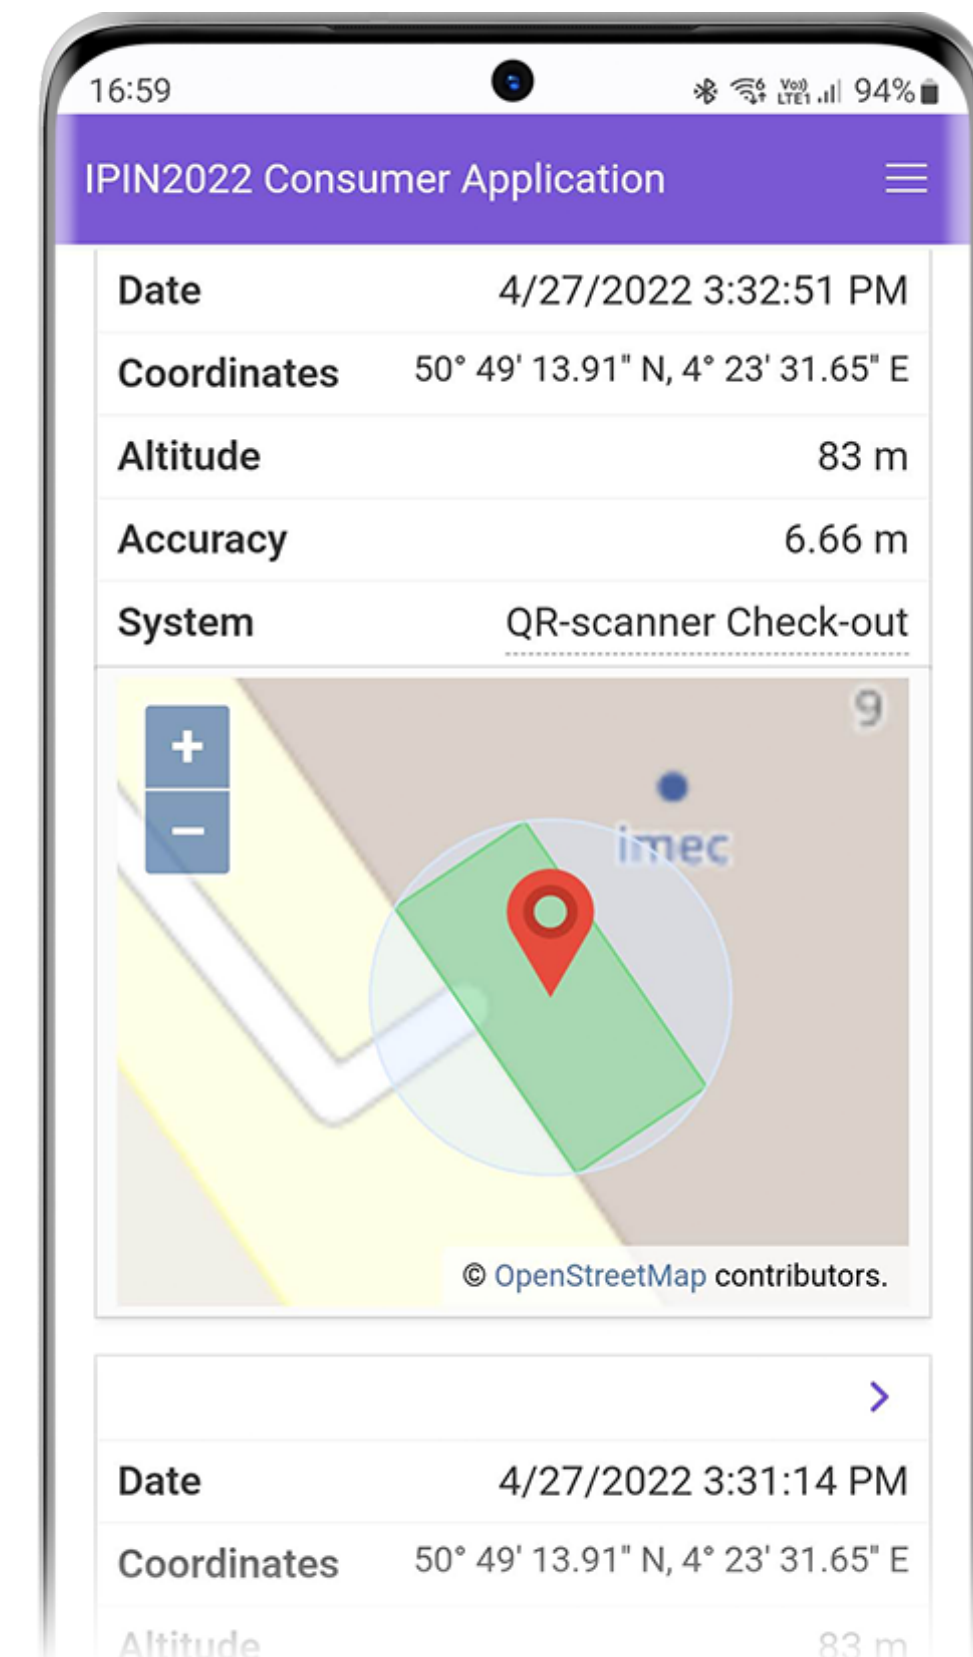 16:59 Vo)) LTE1 94%
IPIN2022 Consumer Application
Date 4/27/2022 3:32:51 PM
Coordinates 50° 49' 13.91" N, 4° 23' 31.65" E
Altitude 83 m
Accuracy 6.66 m
System QR-scanner Check-out
9
+
imec
−
© OpenStreetMap contributors.
Date 4/27/2022 3:31:14 PM
Coordinates 50° 49' 13.91" N, 4° 23' 31.65" E
Altitude 83 m